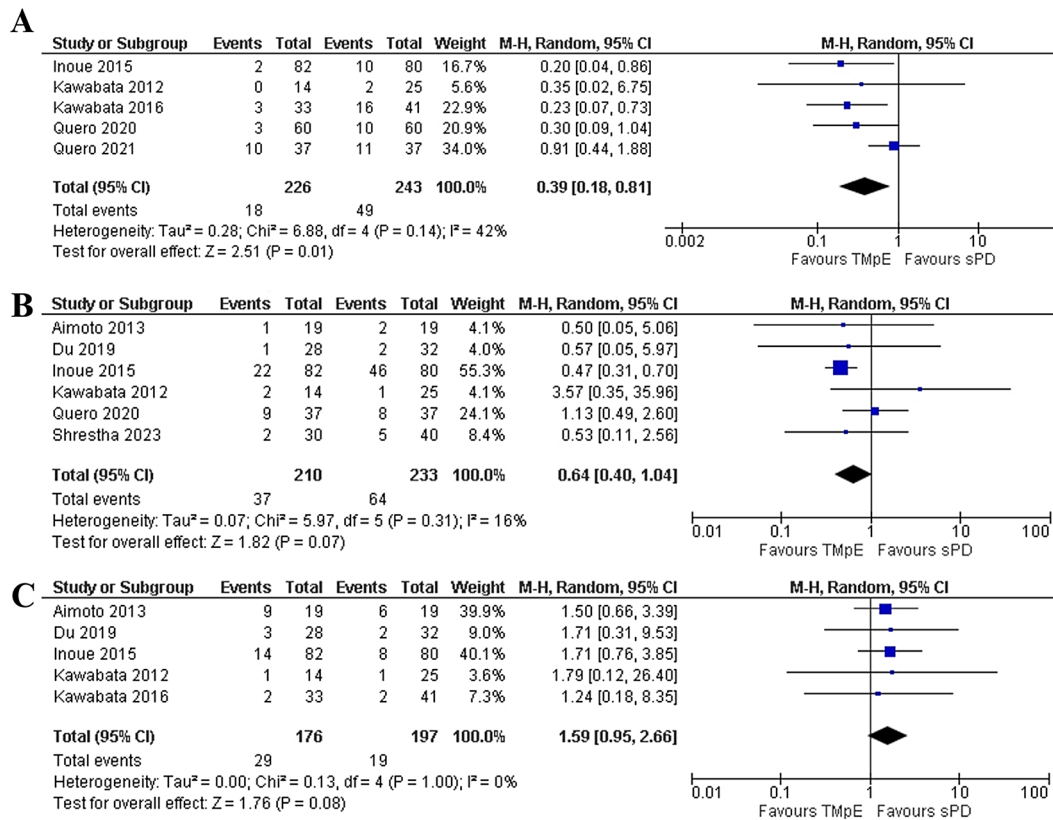 A
Study or Subgroup Events Total Events Total Weight M-H, Random, 95% CI M-H, Random, 95% CI
Inoue 2015 2 82 10 80 16.7% 0.20 [0.04, 0.86]
Kawabata 2012 0 14 2 25 5.6% 0.35 [0.02, 6.75]
Kawabata 2016 3 33 16 41 22.9% 0.23 [0.07, 0.73]
Quero 2020 3 60 10 60 20.9% 0.30 [0.09, 1.04]
Quero 2021 10 37 11 37 34.0% 0.91 [0.44, 1.88]
Total (95% CI) 226 243 100.0% 0.39 [0.18, 0.81]
Total events 18 49
Heterogeneity: Tau² = 0.28; Chi² = 6.88, df = 4 (P = 0.14); I² = 42%
Test for overall effect: Z = 2.51 (P = 0.01)
0.002 0.1 1 10
Favours TMpE Favours sPD
B
Study or Subgroup Events Total Events Total Weight M-H, Random, 95% CI M-H, Random, 95% CI
Aimoto 2013 1 19 2 19 4.1% 0.50 [0.05, 5.06]
Du 2019 1 28 2 32 4.0% 0.57 [0.05, 5.97]
Inoue 2015 22 82 46 80 55.3% 0.47 [0.31, 0.70]
Kawabata 2012 2 14 1 25 4.1% 3.57 [0.35, 35.96]
Quero 2020 9 37 8 37 24.1% 1.13 [0.49, 2.60]
Shrestha 2023 2 30 5 40 8.4% 0.53 [0.11, 2.56]
Total (95% CI) 210 233 100.0% 0.64 [0.40, 1.04]
Total events 37 64
Heterogeneity: Tau² = 0.07; Chi² = 5.97, df = 5 (P = 0.31); I² = 16%
Test for overall effect: Z = 1.82 (P = 0.07)
0.01 0.1 1 10 100
Favours TMpE Favours sPD
C
Study or Subgroup Events Total Events Total Weight M-H, Random, 95% CI M-H, Random, 95% CI
Aimoto 2013 9 19 6 19 39.9% 1.50 [0.66, 3.39]
Du 2019 3 28 2 32 9.0% 1.71 [0.31, 9.53]
Inoue 2015 14 82 8 80 40.1% 1.71 [0.76, 3.85]
Kawabata 2012 1 14 1 25 3.6% 1.79 [0.12, 26.40]
Kawabata 2016 2 33 2 41 7.3% 1.24 [0.18, 8.35]
Total (95% CI) 176 197 100.0% 1.59 [0.95, 2.66]
Total events 29 19
Heterogeneity: Tau² = 0.00; Chi² = 0.13, df = 4 (P = 1.00); I² = 0%
Test for overall effect: Z = 1.76 (P = 0.08)
0.01 0.1 1 10 100
Favours TMpE Favours sPD